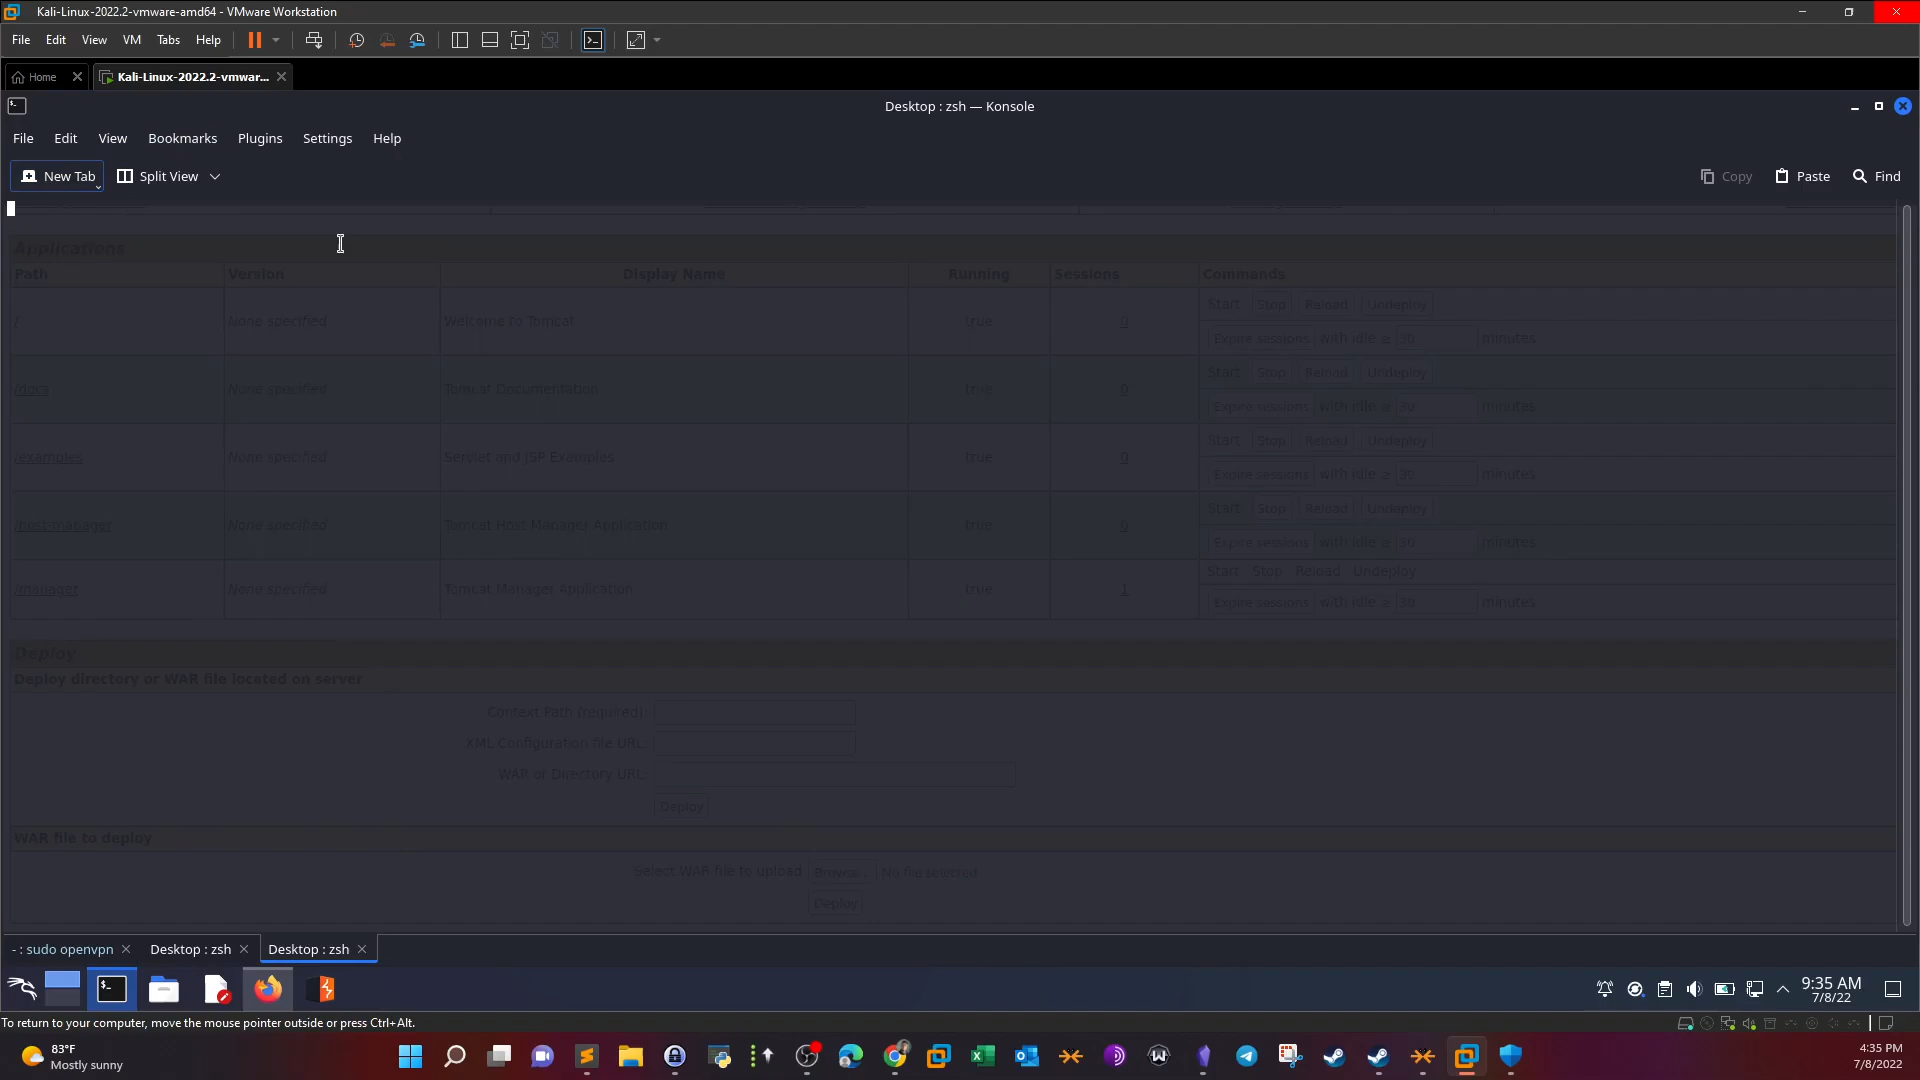 Kali-Linux-2022.2-vmware-amd64 - VMware Workstation
File Edit View VM Tabs Help
Home Kali-Linux-2022.2-vmwar...
Desktop : zsh — Konsole
File Edit View Bookmarks Plugins Settings Help
New Tab Split View Copy Paste Find
Applications
Path Version Display Name Running Sessions Commands
/ None specified Welcome to Tomcat true 0 Start Stop Reload Undeploy
Expire sessions with idle ≥ 30 minutes
/docs None specified Tomcat Documentation true 0 Start Stop Reload Undeploy
Expire sessions with idle ≥ 30 minutes
/examples None specified Servlet and JSP Examples true 0 Start Stop Reload Undeploy
Expire sessions with idle ≥ 30 minutes
/host-manager None specified Tomcat Host Manager Application true 0 Start Stop Reload Undeploy
Expire sessions with idle ≥ 30 minutes
/manager None specified Tomcat Manager Application true 1 Start Stop Reload Undeploy
Expire sessions with idle ≥ 30 minutes
Deploy
Deploy directory or WAR file located on server
Context Path (required):
XML Configuration file URL:
WAR or Directory URL:
Deploy
WAR file to deploy
Select WAR file to upload Browse... No file selected.
Deploy
- : sudo openvpn Desktop : zsh Desktop : zsh
9:35 AM
7/8/22
To return to your computer, move the mouse pointer outside or press Ctrl+Alt.
83°F
Mostly sunny
4:35 PM
7/8/2022